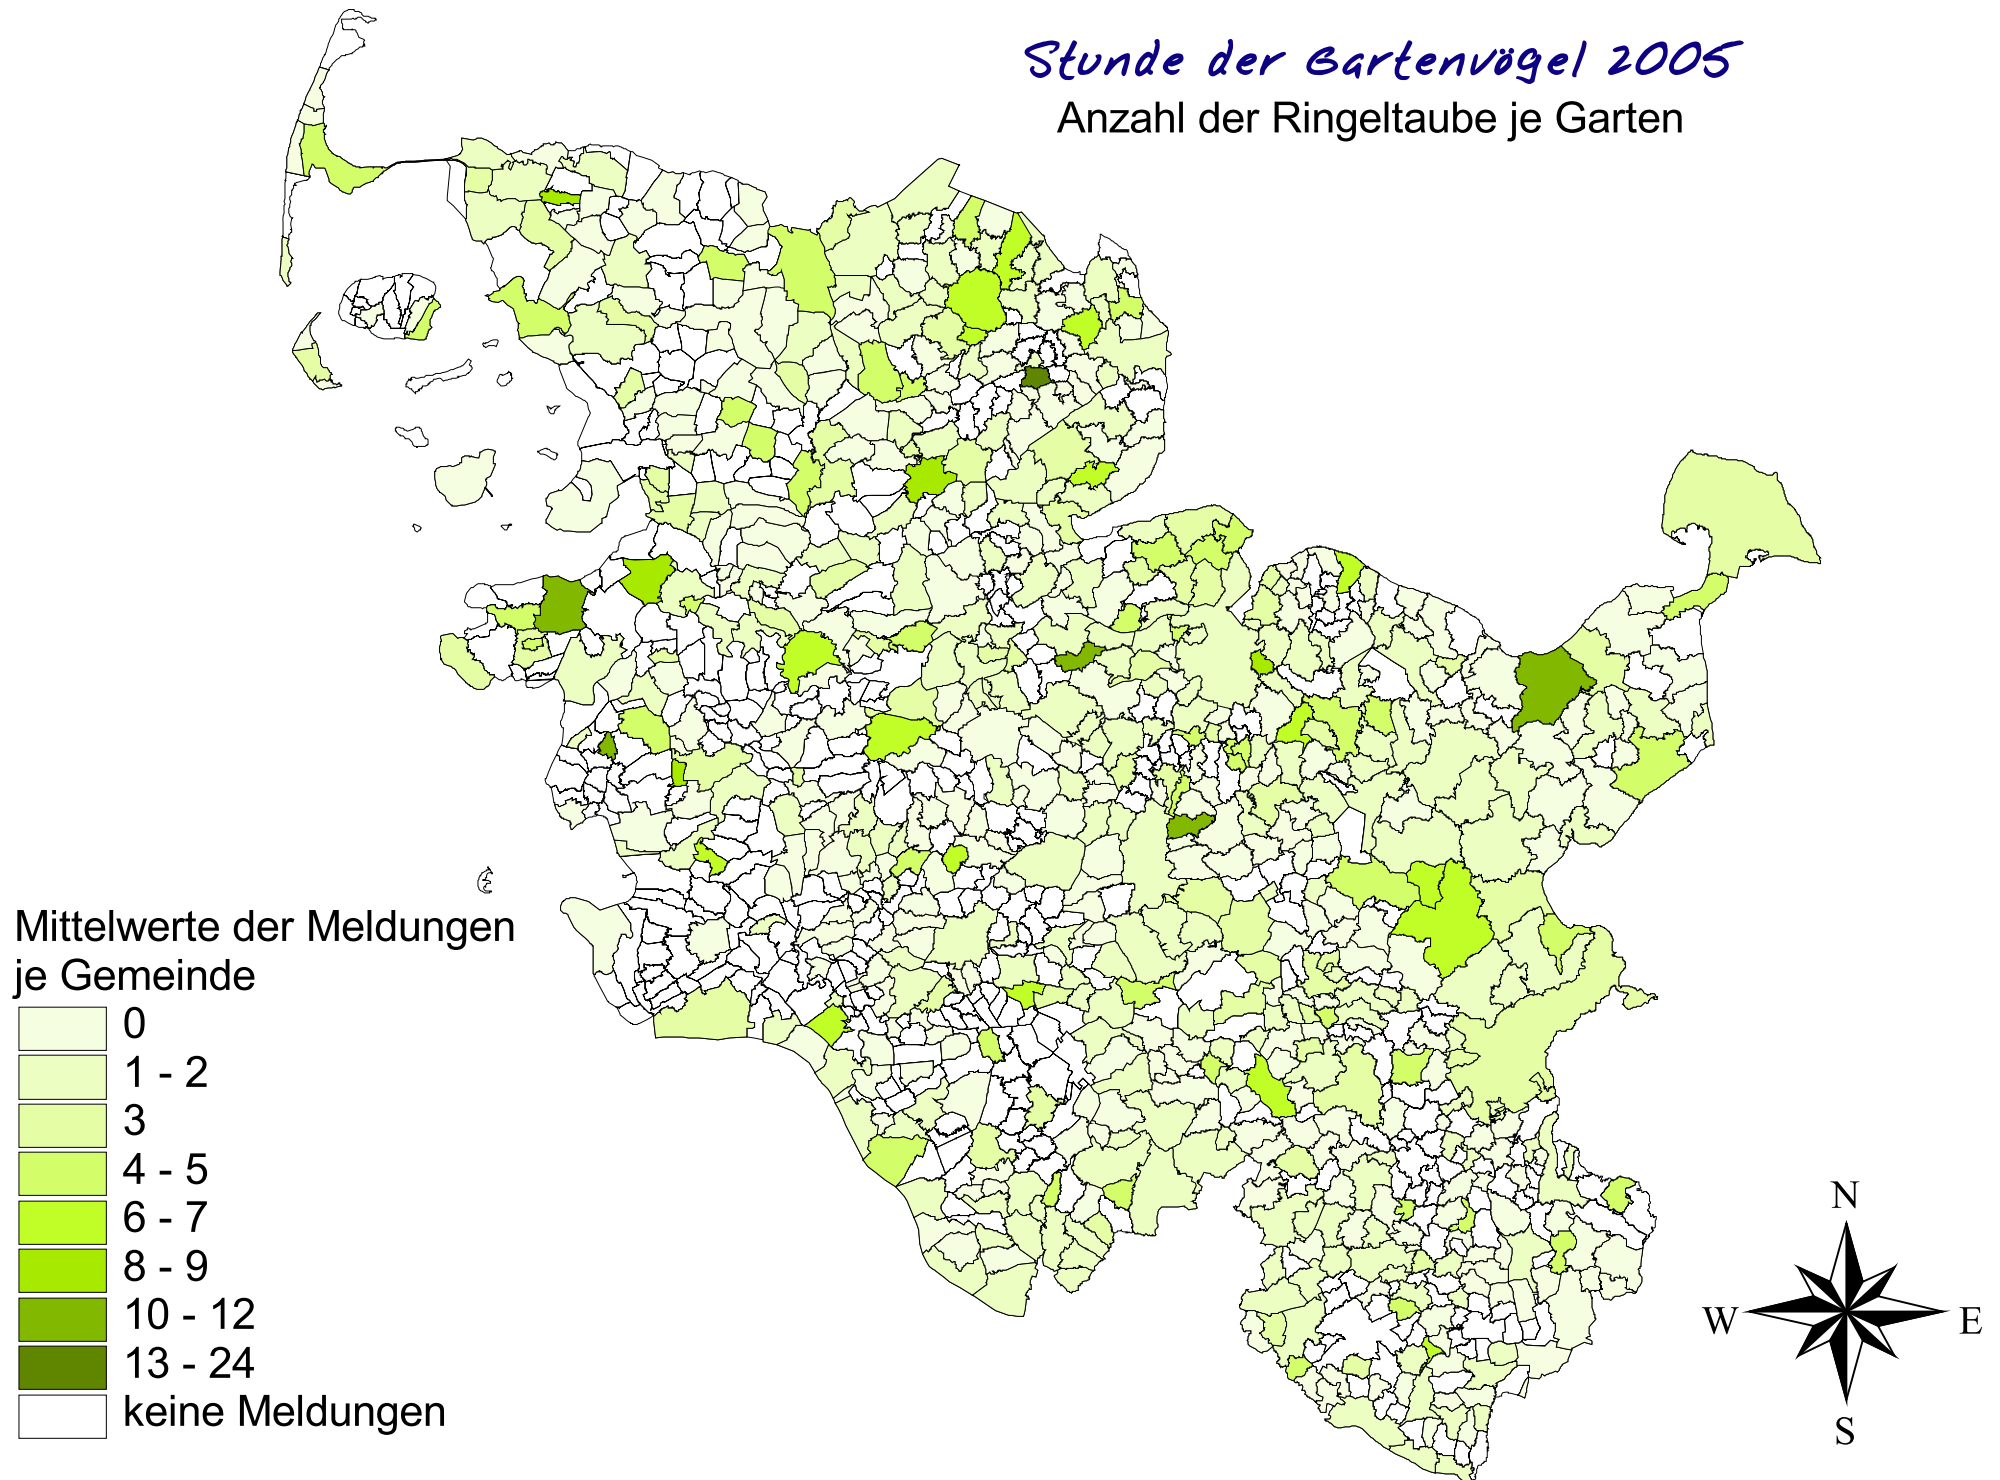 Stunde der Gartenvögel 2005
Anzahl der Ringeltaube je Garten
Mittelwerte der Meldungen
je Gemeinde
0
1 - 2
3
4 - 5
6 - 7
8 - 9
10 - 12
13 - 24
keine Meldungen
N
W E
S